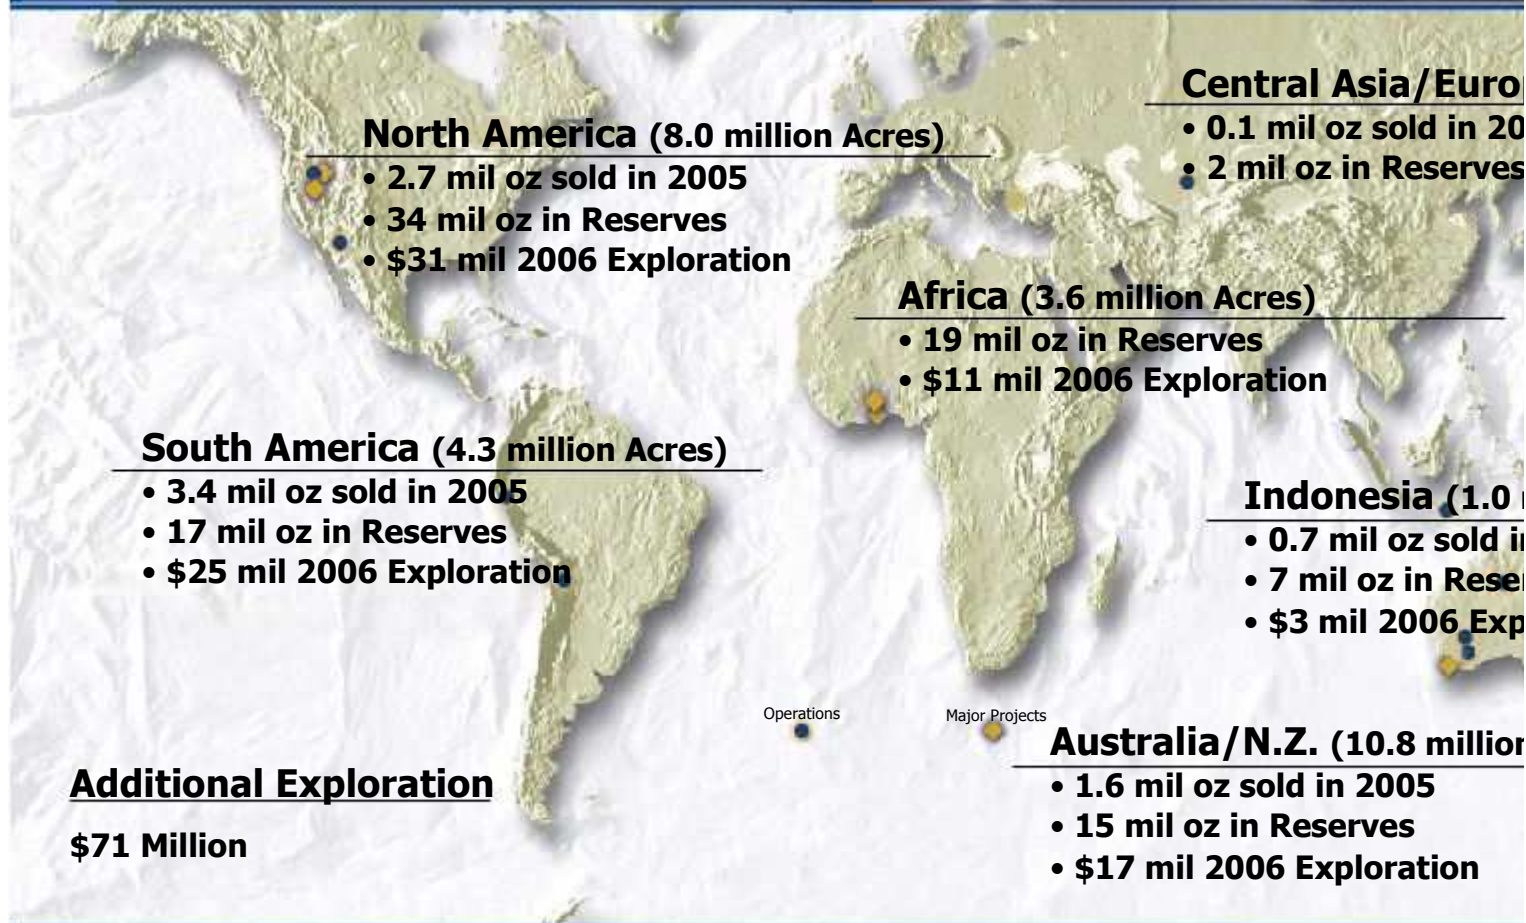 North America (8.0 million Acres)
• 2.7 mil oz sold in 2005
• 34 mil oz in Reserves
• $31 mil 2006 Exploration
Central Asia/Euro
• 0.1 mil oz sold in 20
• 2 mil oz in Reserves
Africa (3.6 million Acres)
• 19 mil oz in Reserves
• $11 mil 2006 Exploration
South America (4.3 million Acres)
• 3.4 mil oz sold in 2005
• 17 mil oz in Reserves
• $25 mil 2006 Exploration
Indonesia (1.0
• 0.7 mil oz sold in
• 7 mil oz in Reser
• $3 mil 2006 Exp
Operations
Major Projects
Australia/N.Z. (10.8 million
• 1.6 mil oz sold in 2005
• 15 mil oz in Reserves
• $17 mil 2006 Exploration
Additional Exploration
$71 Million